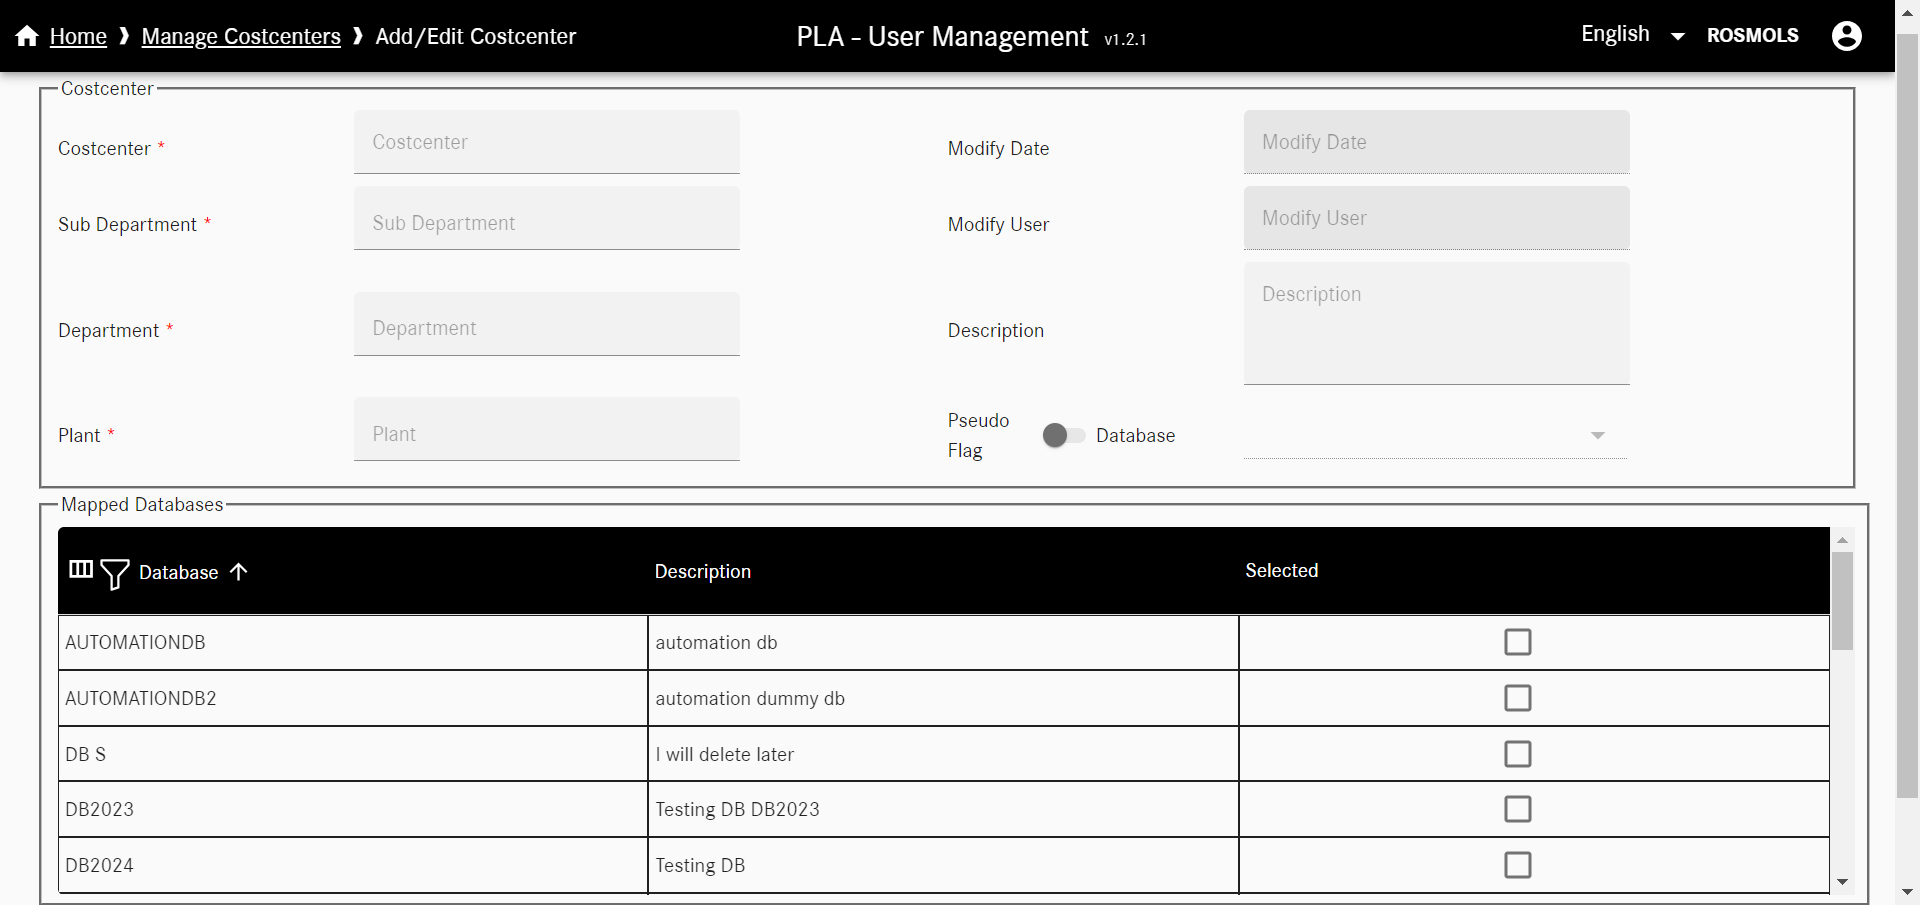 Home ❱ Manage Costcenters ❱ Add/Edit Costcenter
PLA - User Management v1.2.1
English
ROSMOLS
Costcenter
Costcenter * Costcenter
Modify Date Modify Date
Sub Department * Sub Department
Modify User Modify User
Department * Department
Description Description
Plant * Plant
Pseudo
Flag
Database
Mapped Databases
Database Description Selected
AUTOMATIONDB automation db
AUTOMATIONDB2 automation dummy db
DB S I will delete later
DB2023 Testing DB DB2023
DB2024 Testing DB